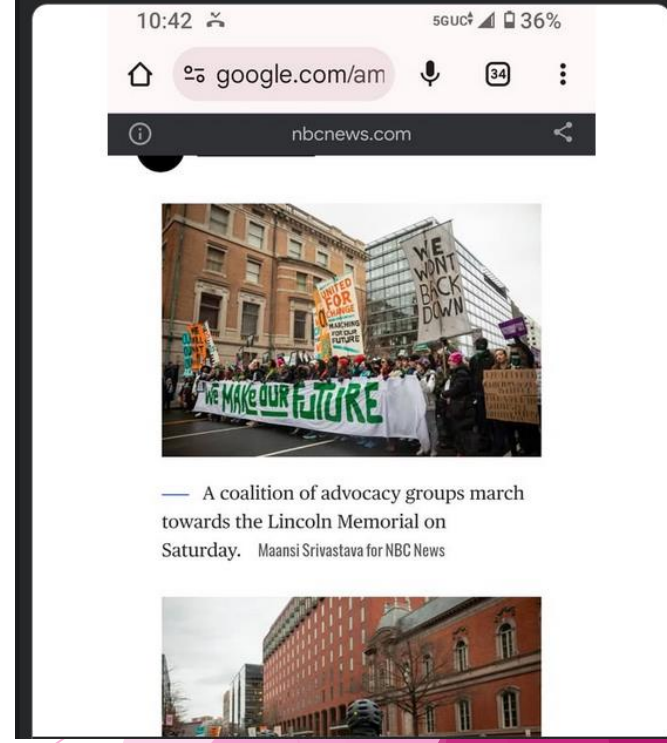 10:42 5GUC 36%
google.com/am 34
nbcnews.com
UNITED
FOR
CHANGE
MARCHING
FOR OUR
FUTURE
WE
WONT
BACK
DOWN
WE MAKE OUR FUTURE
— A coalition of advocacy groups march
towards the Lincoln Memorial on
Saturday. Maansi Srivastava for NBC News